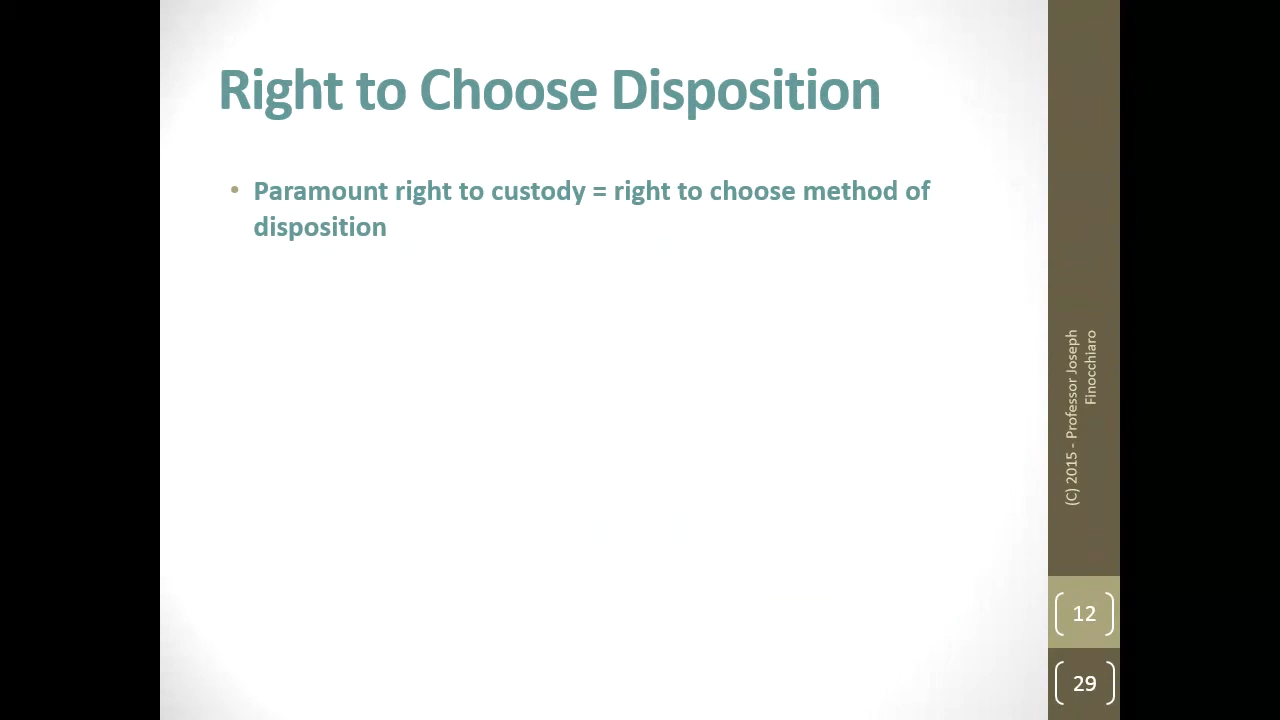 Right to Choose Disposition
• Paramount right to custody = right to choose method of
disposition
(C) 2015 - Professor Joseph
Finocchiaro
12
29